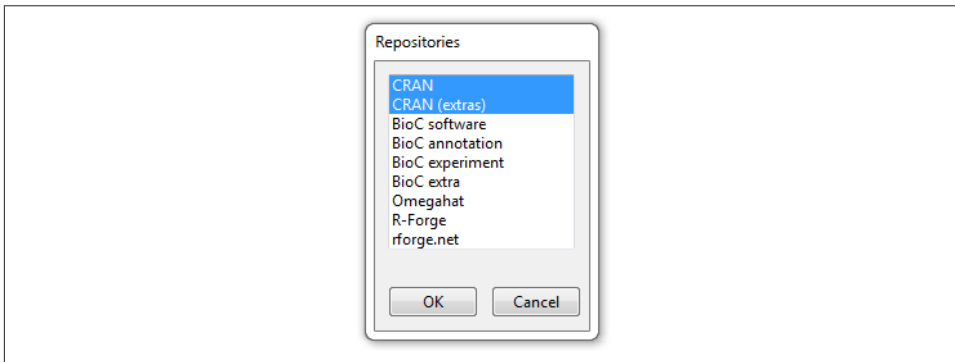 Repositories
CRAN
CRAN (extras)
BioC software
BioC annotation
BioC experiment
BioC extra
Omegahat
R-Forge
rforge.net
OK Cancel